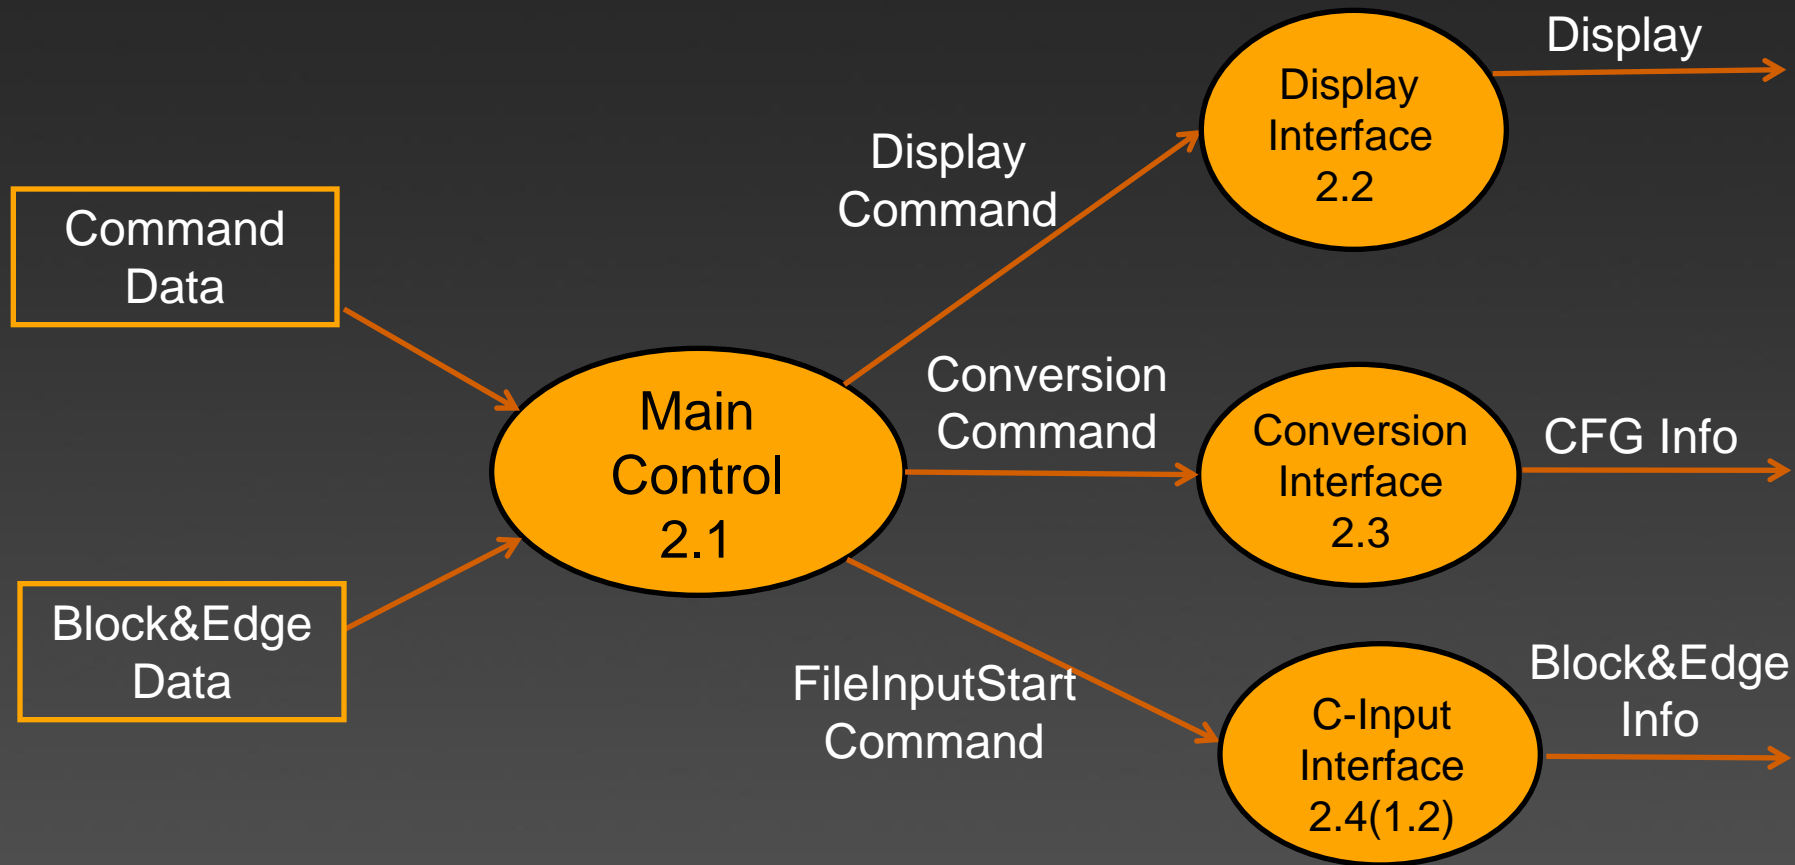 Command
Data
Block&Edge
Data
Main
Control
2.1
Display
Command
Conversion
Command
FileInputStart
Command
Display
Interface
2.2
Display
Conversion
Interface
2.3
CFG Info
C-Input
Interface
2.4(1.2)
Block&Edge
Info